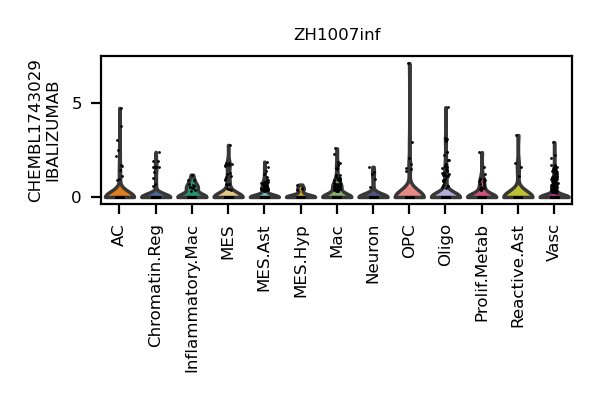 ZH1007inf
CHEMBL1743029
IBALIZUMAB
5
0
AC
Chromatin.Reg
Inflammatory.Mac
MES
MES.Ast
MES.Hyp
Mac
Neuron
OPC
Oligo
Prolif.Metab
Reactive.Ast
Vasc